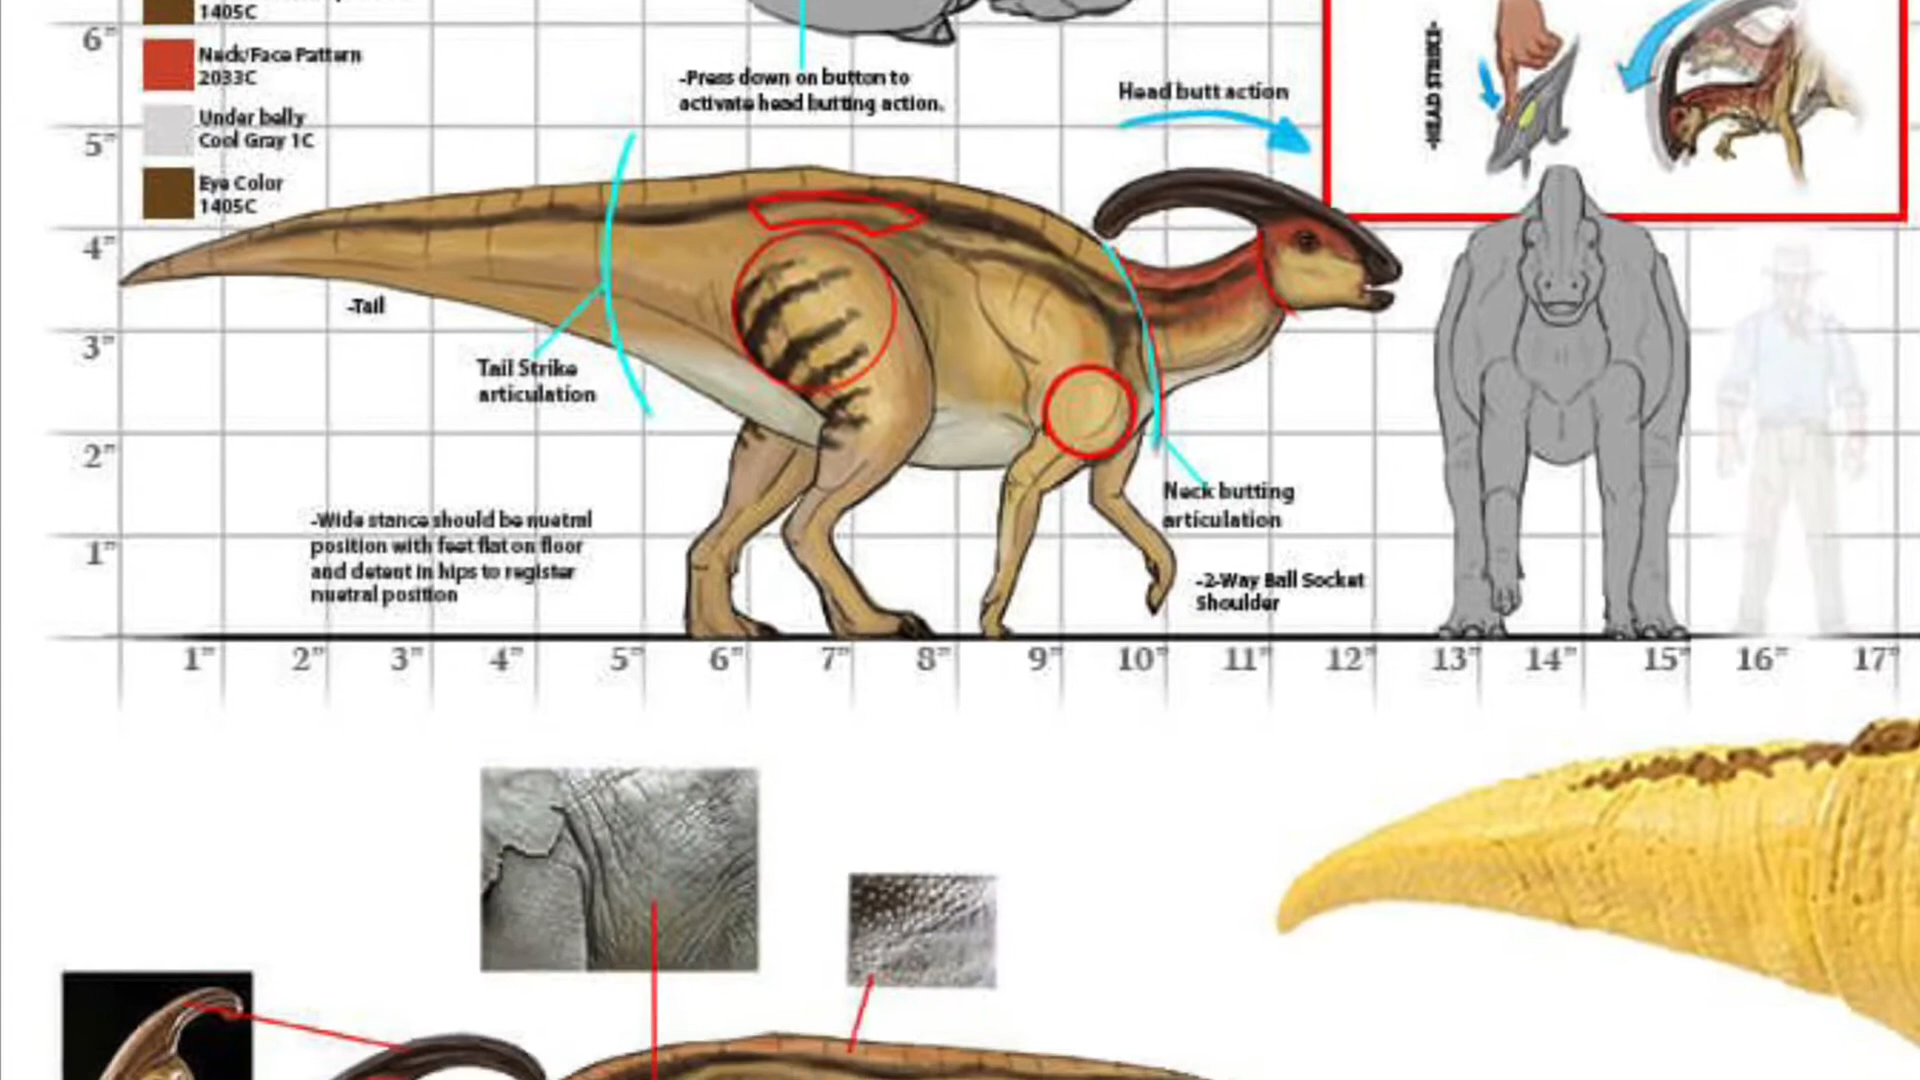 1405C
6"
Neck/Face Pattern
2033C
Under belly
Cool Gray 1C
Eye Color
1405C
-Press down on button to
activate head butting action.
Head butt action
-HEAD STRIKE-
5"
4"
3"
2"
1"
-Tail
Tail Strike
articulation
-Wide stance should be nuetral
position with feet flat on floor
and detent in hips to register
nuetral position
Neck butting
articulation
-2-Way Ball Socket
Shoulder
1" 2" 3" 4" 5" 6" 7" 8" 9" 10" 11" 12" 13" 14" 15" 16" 17"